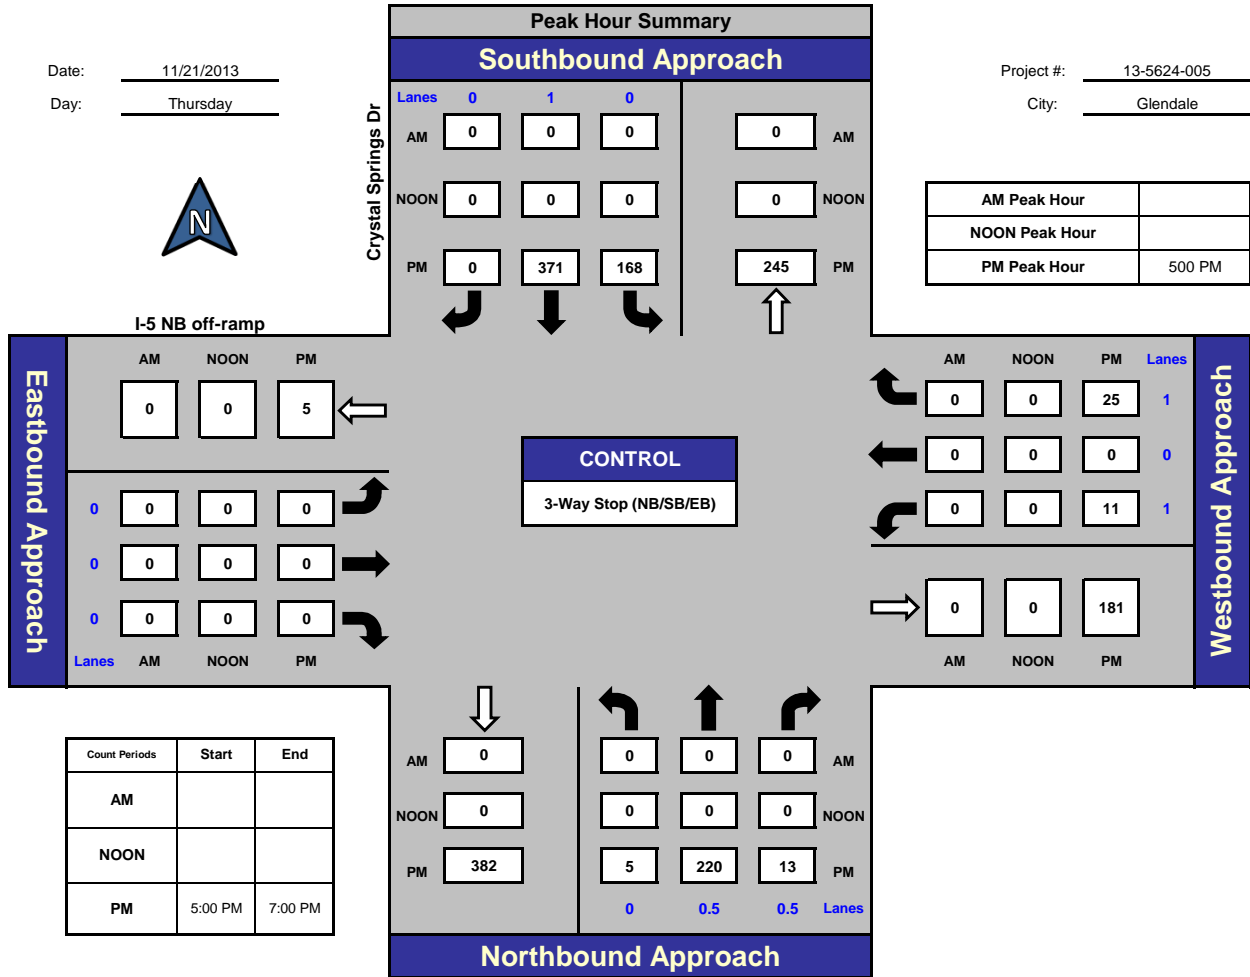 Peak Hour Summary
Southbound Approach
Date: 11/21/2013
Day: Thursday
Project #: 13-5624-005
City: Glendale
N
Crystal Springs Dr
Lanes 0 1 0
AM 0 0 0 0 AM
NOON 0 0 0 0 NOON
PM 0 371 168 245 PM
AM Peak Hour
NOON Peak Hour
PM Peak Hour 500 PM
I-5 NB off-ramp
Eastbound Approach
AM NOON PM
0 0 5
0 0 0 0
0 0 0 0
0 0 0 0
Lanes AM NOON PM
CONTROL
3-Way Stop (NB/SB/EB)
AM NOON PM Lanes
0 0 25 1
0 0 0 0
0 0 11 1
0 0 181
AM NOON PM
Westbound Approach
Count Periods Start End
AM
NOON
PM 5:00 PM 7:00 PM
AM 0 0 0 0 AM
NOON 0 0 0 0 NOON
PM 382 5 220 13 PM
0 0.5 0.5 Lanes
Northbound Approach